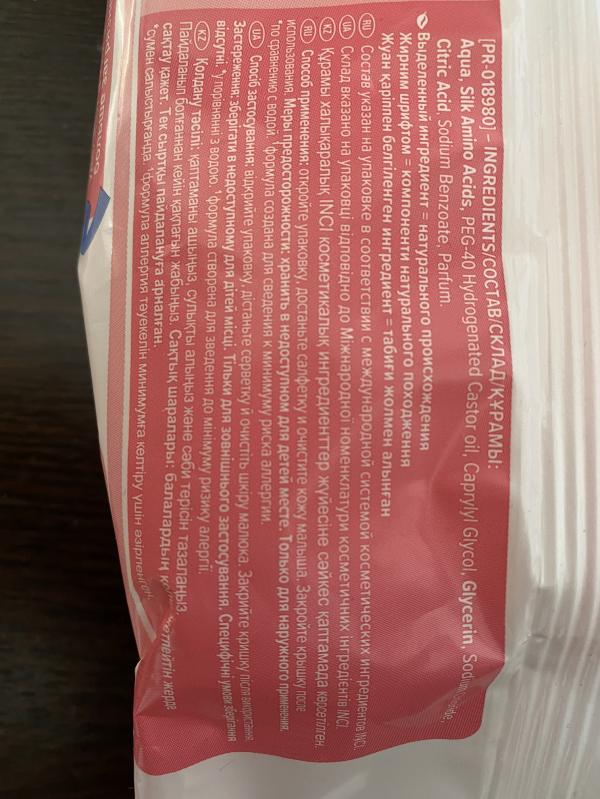 [PR-018980] - INGREDIENTS/СОСТАВ/СКЛАД/ҚҰРАМЫ:
Aqua, Silk Amino Acids, PEG-40 Hydrogenated Castor oil, Caprylyl Glycol, Glycerin, Sodium
Citric Acid, Sodium Benzoate, Parfum.
Выделенный ингредиент = натурального происхождения
Жирним шрифтом = компоненти натурального походження
Жуан қаріппен белгіленген ингредиент = табиғи жолмен алынған
RU Состав указан на упаковке в соответствии с международной системой косметических ингредиентов INCI.
UA Склад вказано на упаковці відповідно до Міжнародної номенклатури косметичних інгредієнтів INCI.
KZ Құрамы халықаралық INCI косметикалық ингредиенттер жүйесіне сәйкес қаптамада көрсетілген.
RU Способ применения: откройте упаковку, достаньте салфетку и очистите кожу малыша. Закройте крышку после
использования. Меры предосторожности: хранить в недоступном для детей месте. Только для наружного применения.
*по сравнению с водой. ¹формула создана для сведения к минимуму риска аллергии.
UA Спосіб застосування: відкрийте упаковку, дістаньте серветку й очистіть шкіру малюка. Закрийте кришку після використання.
Застереження: зберігати в недоступному для дітей місці. Тільки для зовнішнього застосування. Специфічні умови зберігання
відсутні. *у порівнянні з водою. ¹формула створена для зведення до мінімуму ризику алергії.
KZ Қолдану тәсілі: қаптаманы ашыңыз, сулықты алыңыз және сәби терісін тазалаңыз.
Пайдаланып болғаннан кейін қақпағын жабыңыз. Сақтық шаралары: балалардың жерде
сақтау қажет. Тек сыртқы пайдалануға арналған.
*сумен салыстырғанда. ¹формула аллергия тәуекелін минимумға келтіру үшін әзірленген.